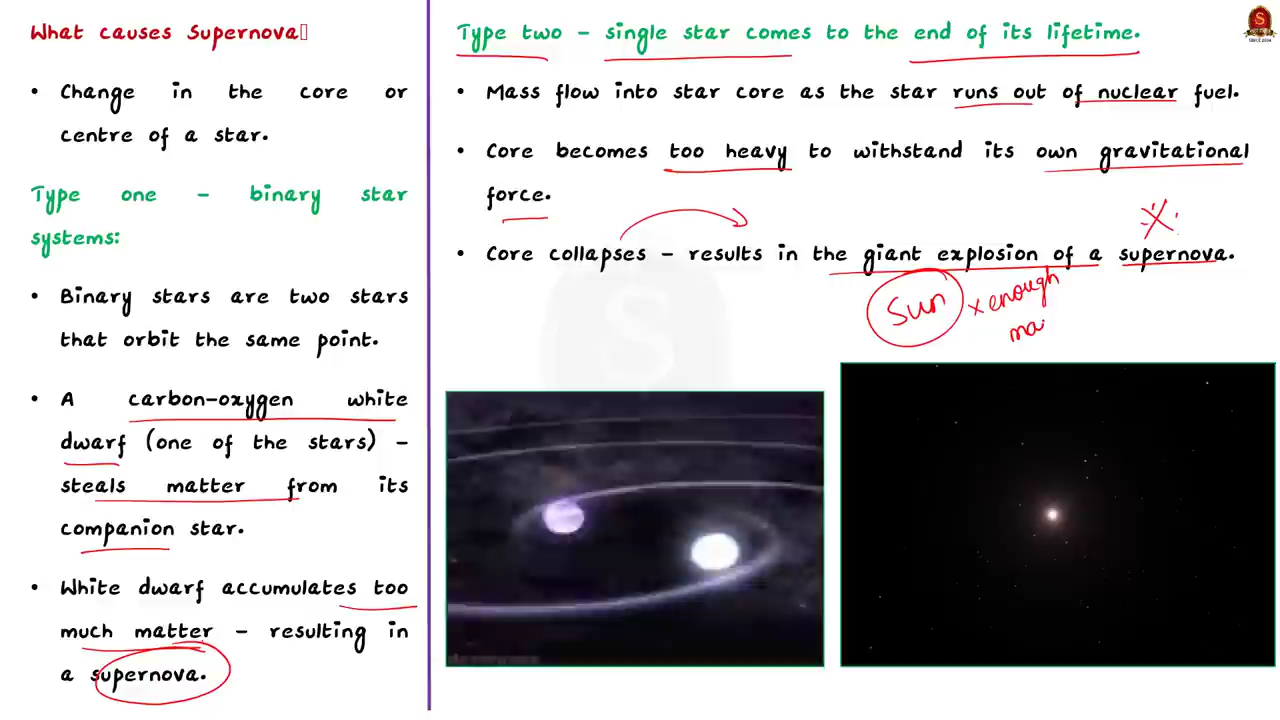 What causes Supernova▯
• Change in the core or
centre of a star.
Type one - binary star
systems:
• Binary stars are two stars
that orbit the same point.
• A carbon-oxygen white
dwarf (one of the stars) -
steals matter from its
companion star.
• White dwarf accumulates too
much matter - resulting in
a supernova.
Type two - single star comes to the end of its lifetime.
• Mass flow into star core as the star runs out of nuclear fuel.
• Core becomes too heavy to withstand its own gravitational
force.
• Core collapses - results in the giant explosion of a supernova.
Sun x enough
ma
S
SINCE 2004
S